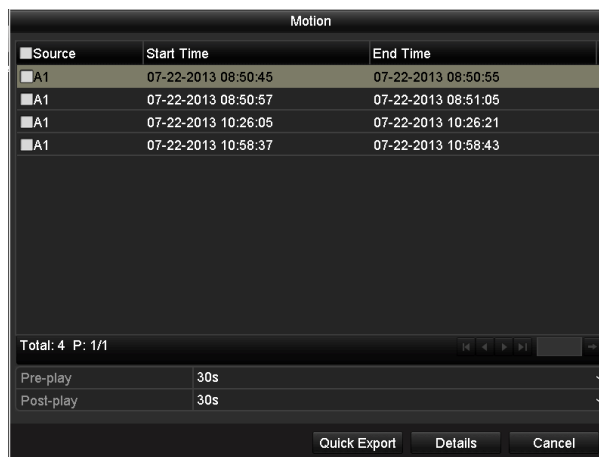 Motion
Source Start Time End Time
A1 07-22-2013 08:50:45 07-22-2013 08:50:55
A1 07-22-2013 08:50:57 07-22-2013 08:51:05
A1 07-22-2013 10:26:05 07-22-2013 10:26:21
A1 07-22-2013 10:58:37 07-22-2013 10:58:43
Total: 4 P: 1/1
Pre-play 30s
Post-play 30s
Quick Export Details Cancel